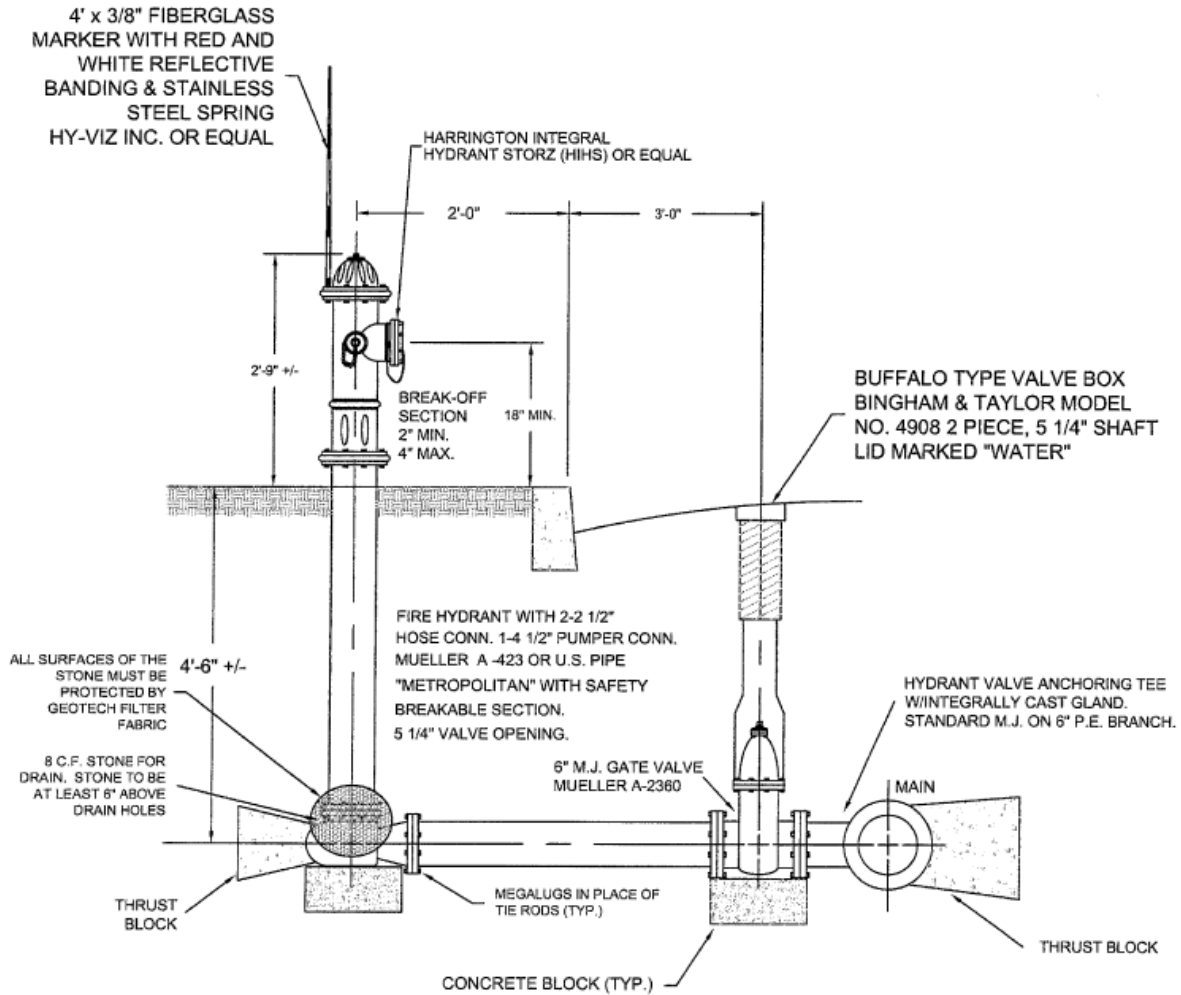 4' x 3/8" FIBERGLASS
MARKER WITH RED AND
WHITE REFLECTIVE
BANDING & STAINLESS
STEEL SPRING
HY-VIZ INC. OR EQUAL
HARRINGTON INTEGRAL
HYDRANT STORZ (HIHS) OR EQUAL
2'-0"
3'-0"
2'-9" +/-
BREAK-OFF
SECTION
2" MIN.
4" MAX.
18" MIN.
BUFFALO TYPE VALVE BOX
BINGHAM & TAYLOR MODEL
NO. 4908 2 PIECE, 5 1/4" SHAFT
LID MARKED "WATER"
FIRE HYDRANT WITH 2-2 1/2"
HOSE CONN. 1-4 1/2" PUMPER CONN.
MUELLER A -423 OR U.S. PIPE
"METROPOLITAN" WITH SAFETY
BREAKABLE SECTION.
5 1/4" VALVE OPENING.
ALL SURFACES OF THE
STONE MUST BE
PROTECTED BY
GEOTECH FILTER
FABRIC
4'-6" +/-
8 C.F. STONE FOR
DRAIN. STONE TO BE
AT LEAST 6" ABOVE
DRAIN HOLES
HYDRANT VALVE ANCHORING TEE
W/INTEGRALLY CAST GLAND.
STANDARD M.J. ON 6" P.E. BRANCH.
6" M.J. GATE VALVE
MUELLER A-2360
MAIN
THRUST
BLOCK
MEGALUGS IN PLACE OF
TIE RODS (TYP.)
THRUST BLOCK
CONCRETE BLOCK (TYP.)